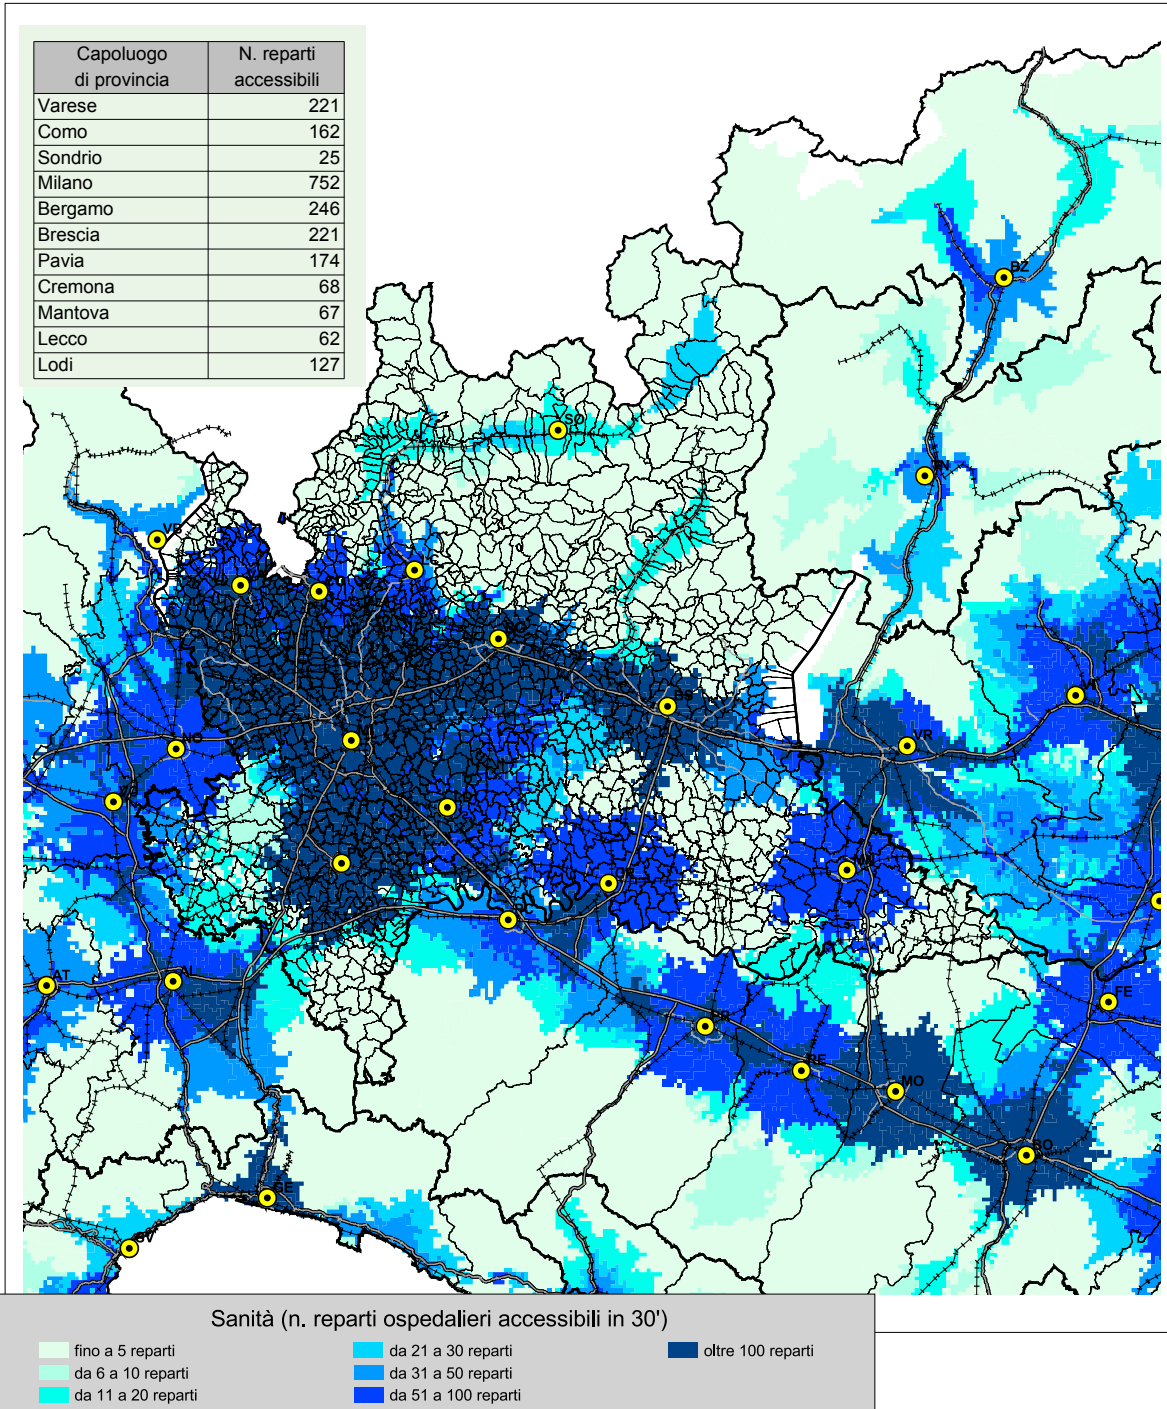 Capoluogo di provincia N. reparti accessibili
Varese 221
Como 162
Sondrio 25
Milano 752
Bergamo 246
Brescia 221
Pavia 174
Cremona 68
Mantova 67
Lecco 62
Lodi 127
BZ
SO
TN
VB
BS
VR
NO
AT
AL
FE
PR
RE
MO
BO
GE
SV
Sanità (n. reparti ospedalieri accessibili in 30')
fino a 5 reparti
da 6 a 10 reparti
da 11 a 20 reparti
da 21 a 30 reparti
da 31 a 50 reparti
da 51 a 100 reparti
oltre 100 reparti